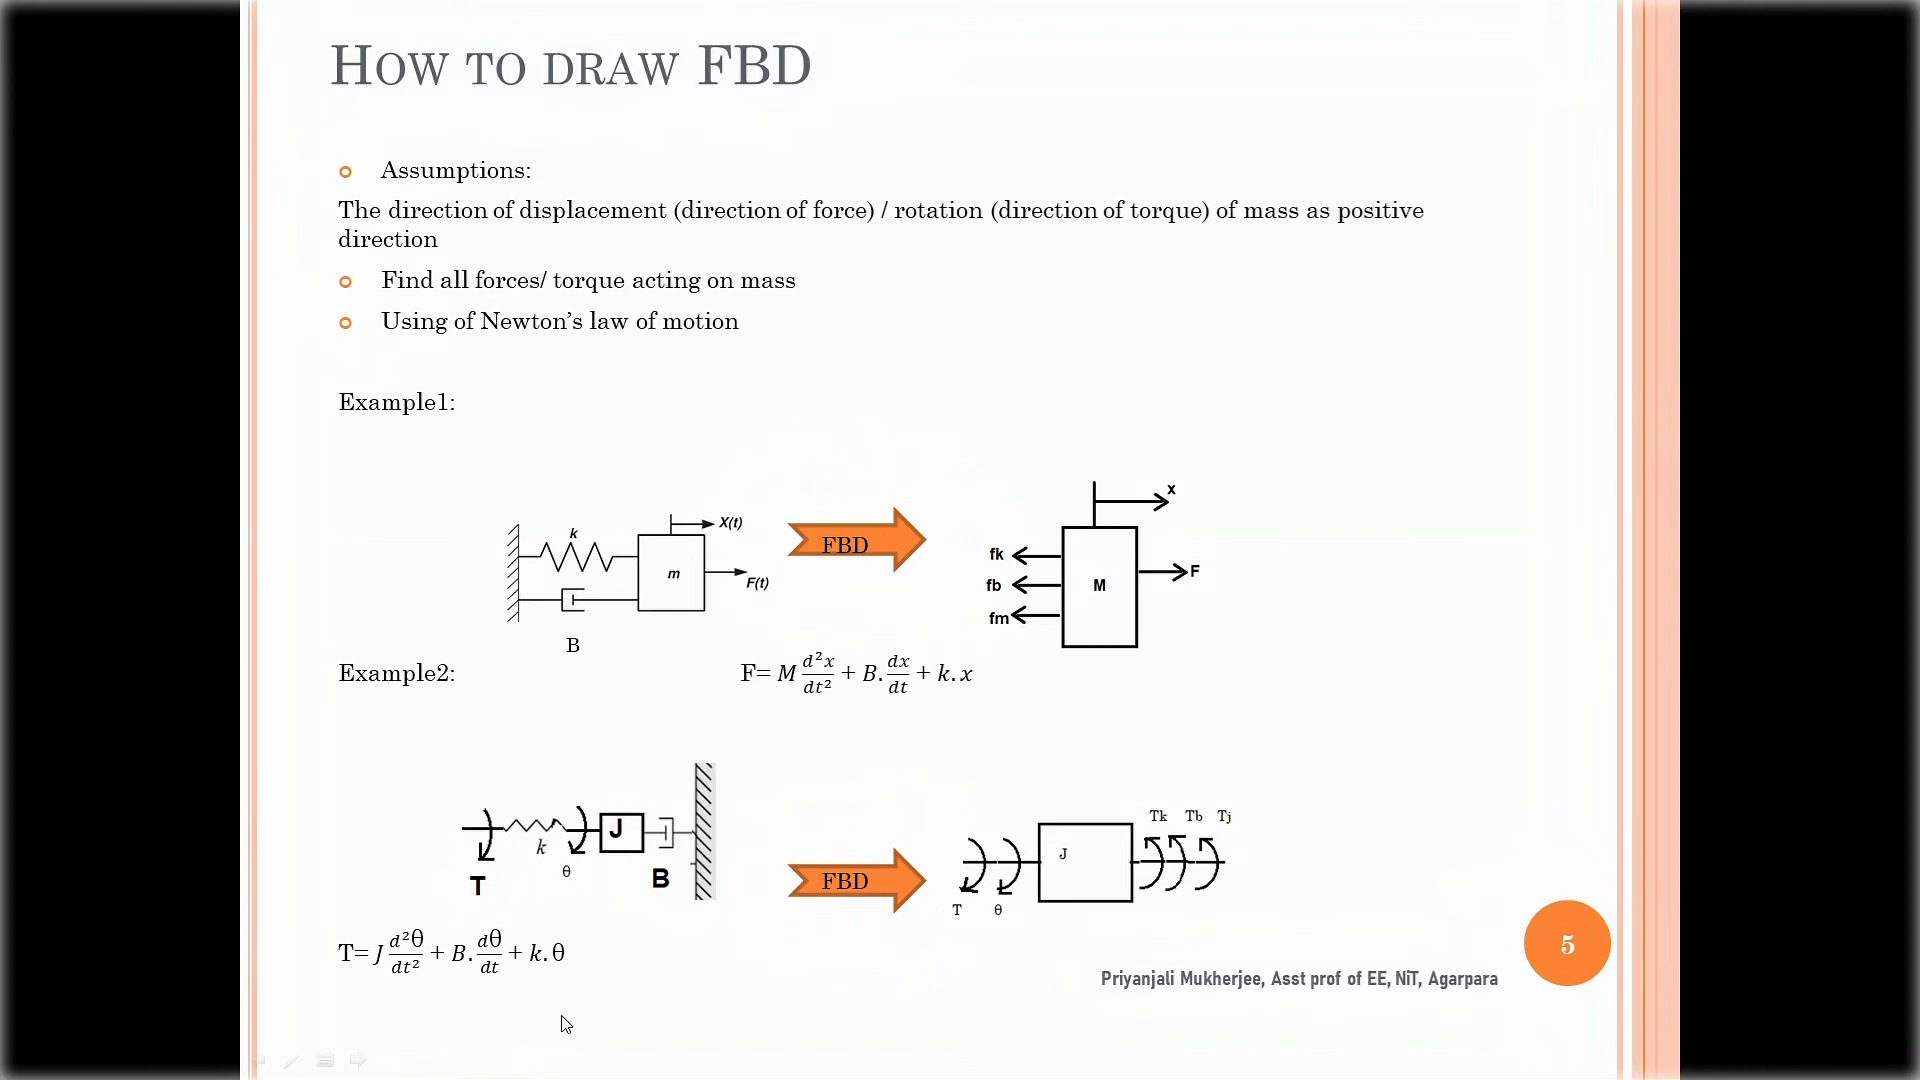 HOW TO DRAW FBD
Assumptions:
The direction of displacement (direction of force) / rotation (direction of torque) of mass as positive
direction
Find all forces/ torque acting on mass
Using of Newton's law of motion
Example1:
k
X(t)
m
F(t)
B
FBD
x
fk
fb
fm
M
F
Example2:
F= M d²x/dt² + B. dx/dt + k.x
T
k
θ
J
B
FBD
J
Tk Tb Tj
T θ
T= J d²θ/dt² + B. dθ/dt + k.θ
5
Priyanjali Mukherjee, Asst prof of EE, NiT, Agarpara